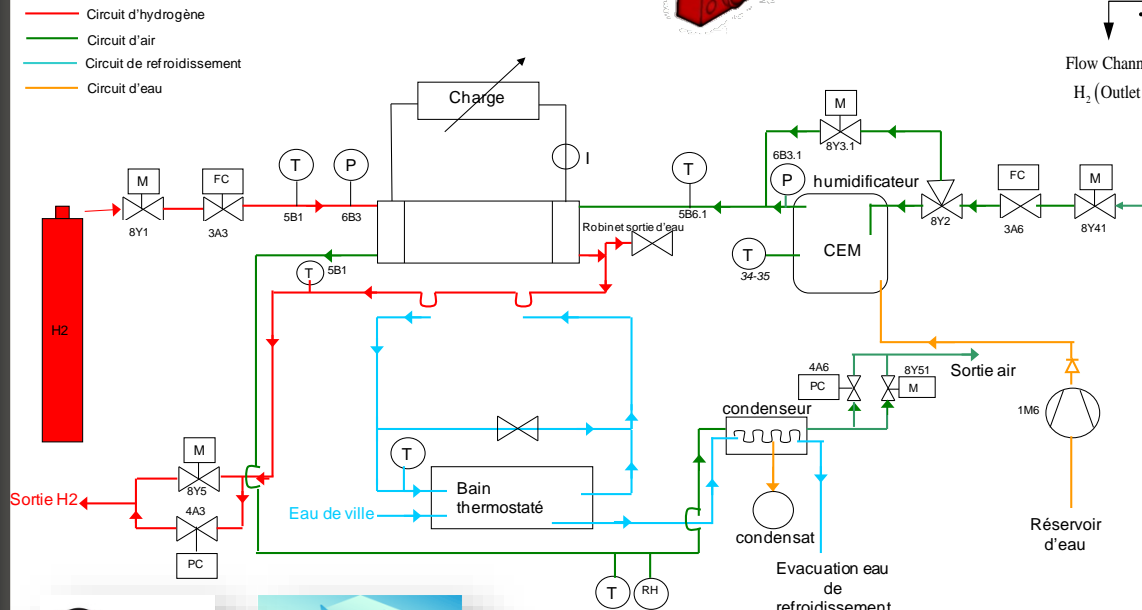 Circuit d'hydrogène
Circuit d'air
Circuit de refroidissement
Circuit d'eau
Flow Chann
H2 (Outlet
Charge
I
M
8Y1
FC
3A3
T
5B1
P
6B3
T
5B6.1
M
8Y3.1
6B3.1
P
humidificateur
CEM
8Y2
FC
3A6
M
8Y41
Robinet sortie d'eau
T
5B1
T
34-35
H2
4A6
PC
8Y51
M
Sortie air
1M6
condenseur
T
Bain
thermostaté
Eau de ville
M
8Y5
Sortie H2
4A3
PC
condensat
Réservoir
d'eau
Evacuation eau
de
refroidissement
T
RH